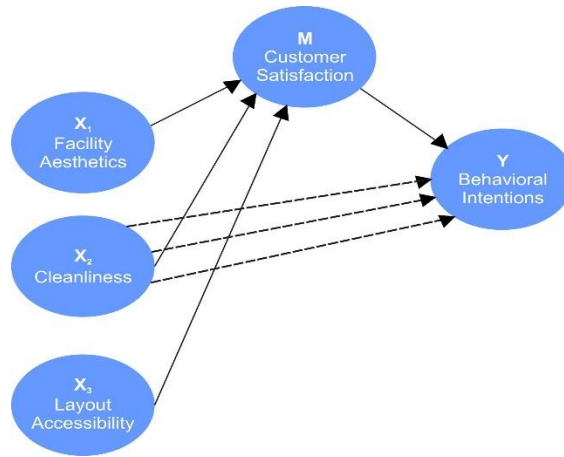 M
Customer
Satisfaction
X₁
Facility
Aesthetics
Y
Behavioral
Intentions
X₂
Cleanliness
X₃
Layout
Accessibility